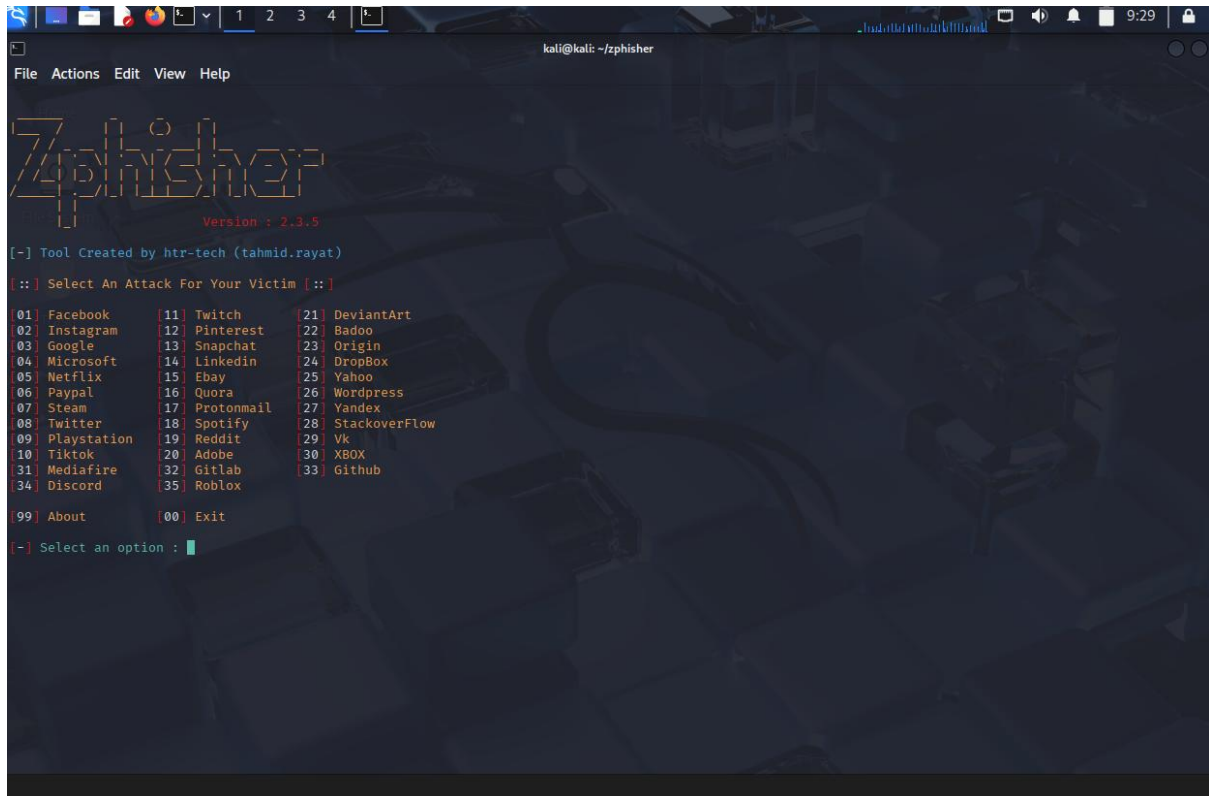 1 2 3 4 9:29
kali@kali: ~/zphisher
File Actions Edit View Help
Zphisher
Version : 2.3.5
[-] Tool Created by htr-tech (tahmid.rayat)
[::] Select An Attack For Your Victim [::]
[01] Facebook [11] Twitch [21] DeviantArt
[02] Instagram [12] Pinterest [22] Badoo
[03] Google [13] Snapchat [23] Origin
[04] Microsoft [14] Linkedin [24] DropBox
[05] Netflix [15] Ebay [25] Yahoo
[06] Paypal [16] Quora [26] Wordpress
[07] Steam [17] Protonmail [27] Yandex
[08] Twitter [18] Spotify [28] StackoverFlow
[09] Playstation [19] Reddit [29] Vk
[10] Tiktok [20] Adobe [30] XBOX
[31] Mediafire [32] Gitlab [33] Github
[34] Discord [35] Roblox
[99] About [00] Exit
[-] Select an option :